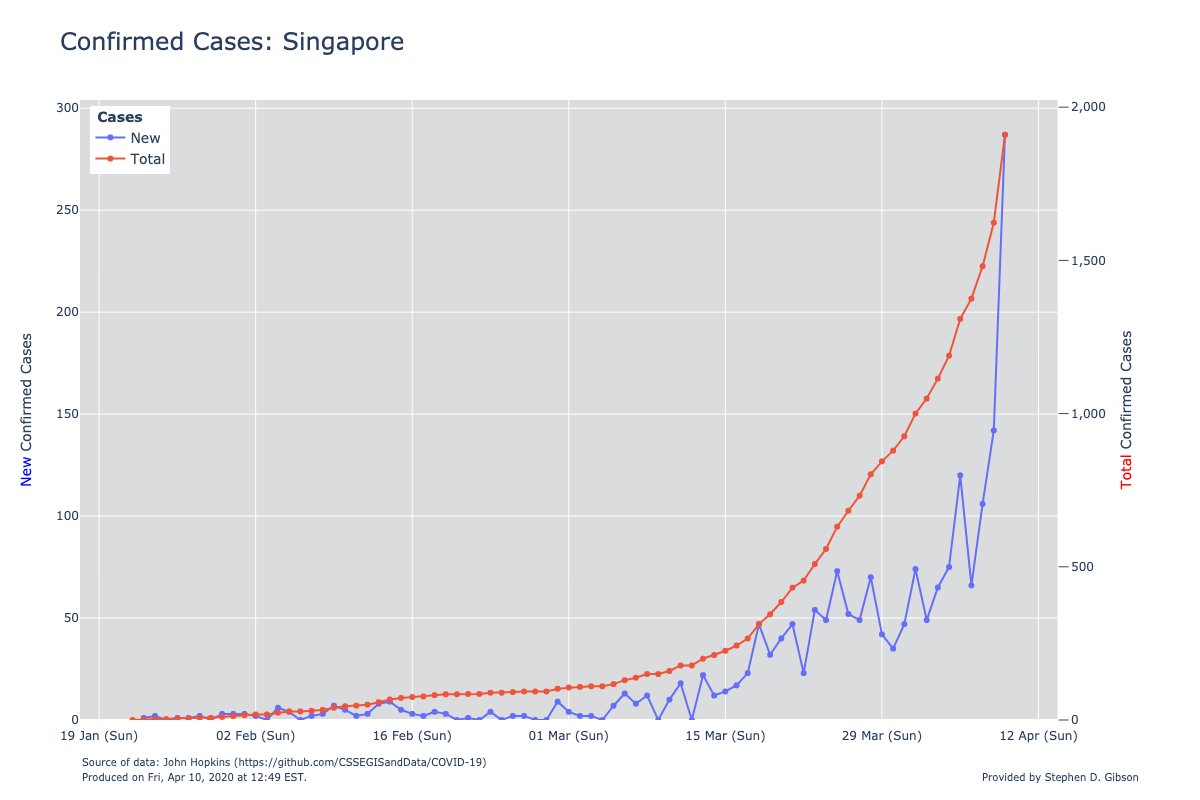 Confirmed Cases: Singapore
Cases
New
Total
300
250
200
150
100
50
0
2,000
1,500
1,000
500
0
New Confirmed Cases
Total Confirmed Cases
19 Jan (Sun)
02 Feb (Sun)
16 Feb (Sun)
01 Mar (Sun)
15 Mar (Sun)
29 Mar (Sun)
12 Apr (Sun)
Source of data: John Hopkins (https://github.com/CSSEGISandData/COVID-19)
Produced on Fri, Apr 10, 2020 at 12:49 EST.
Provided by Stephen D. Gibson